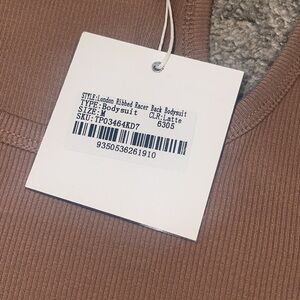 STYLE:London Ribbed Racer Back Bodysuit
TYPE:Bodysuit CLR:Latte
SIZE:M 6305
SKU:TP03464KD7
9350536261910